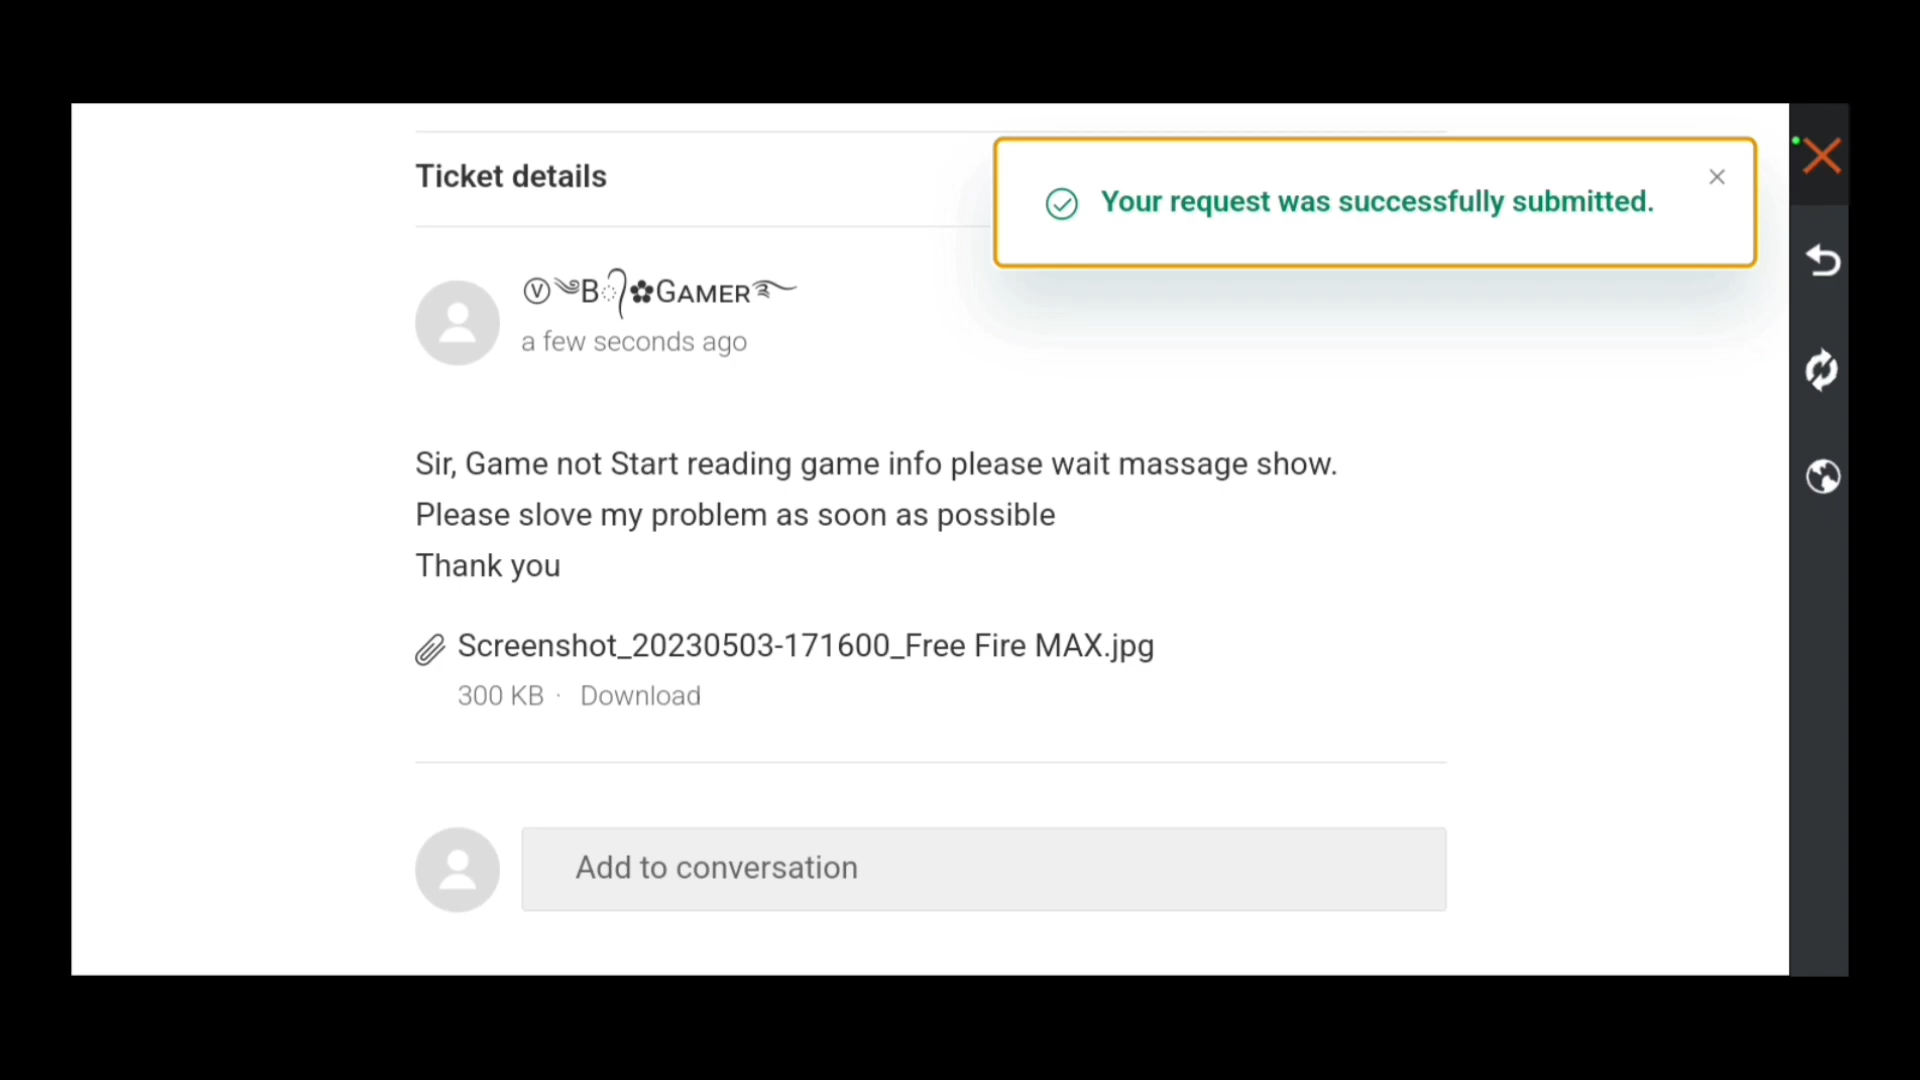 Ticket details
Your request was successfully submitted.
Ⓥ༄B᭄✿Gᴀᴍᴇʀ࿐
a few seconds ago
Sir, Game not Start reading game info please wait massage show.
Please slove my problem as soon as possible
Thank you
Screenshot_20230503-171600_Free Fire MAX.jpg
300 KB · Download
Add to conversation